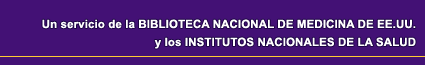 Un servicio de la BIBLIOTECA NACIONAL DE MEDICINA DE EE.UU.
y los INSTITUTOS NACIONALES DE LA SALUD